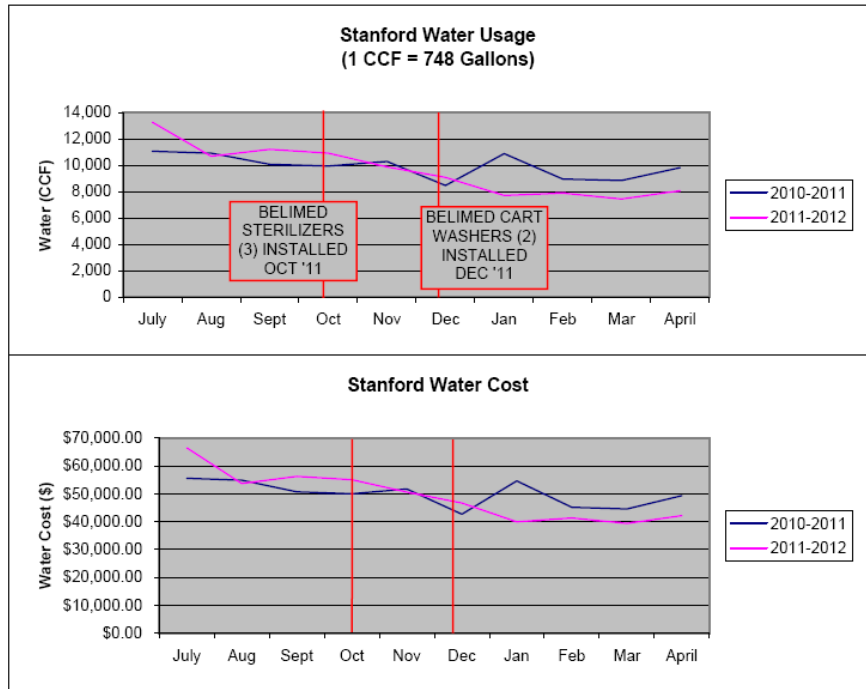 Stanford Water Usage
(1 CCF = 748 Gallons)
14,000
12,000
10,000
8,000
6,000
4,000
2,000
0
Water (CCF)
BELIMED
STERILIZERS
(3) INSTALLED
OCT '11
BELIMED CART
WASHERS (2)
INSTALLED
DEC '11
July Aug Sept Oct Nov Dec Jan Feb Mar April
2010-2011
2011-2012
Stanford Water Cost
$70,000.00
$60,000.00
$50,000.00
$40,000.00
$30,000.00
$20,000.00
$10,000.00
$0.00
Water Cost ($)
July Aug Sept Oct Nov Dec Jan Feb Mar April
2010-2011
2011-2012